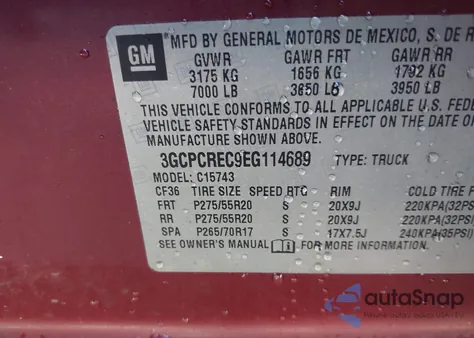 GM
*MFD BY GENERAL MOTORS DE MEXICO, S. DE R
GVWR GAWR FRT GAWR RR
3175 KG 1656 KG 1792 KG
7000 LB 3650 LB 3950 LB
THIS VEHICLE CONFORMS TO ALL APPLICABLE U.S. FEDE
VEHICLE SAFETY STANDARDS IN EFFECT ON THE DATE OF
MANUFACTURE SHOWN ABOVE.
3GCPCREC9EG114689 TYPE: TRUCK
MODEL: C15743
CF36 TIRE SIZE SPEED RTG RIM COLD TIRE P
FRT P275/55R20 S 20X9J 220KPA(32PS
RR P275/55R20 S 20X9J 220KPA(32PSI
SPA P265/70R17 S 17X7.5J 240KPA(35PSI)
SEE OWNER'S MANUAL FOR MORE INFORMATION
autoSnap